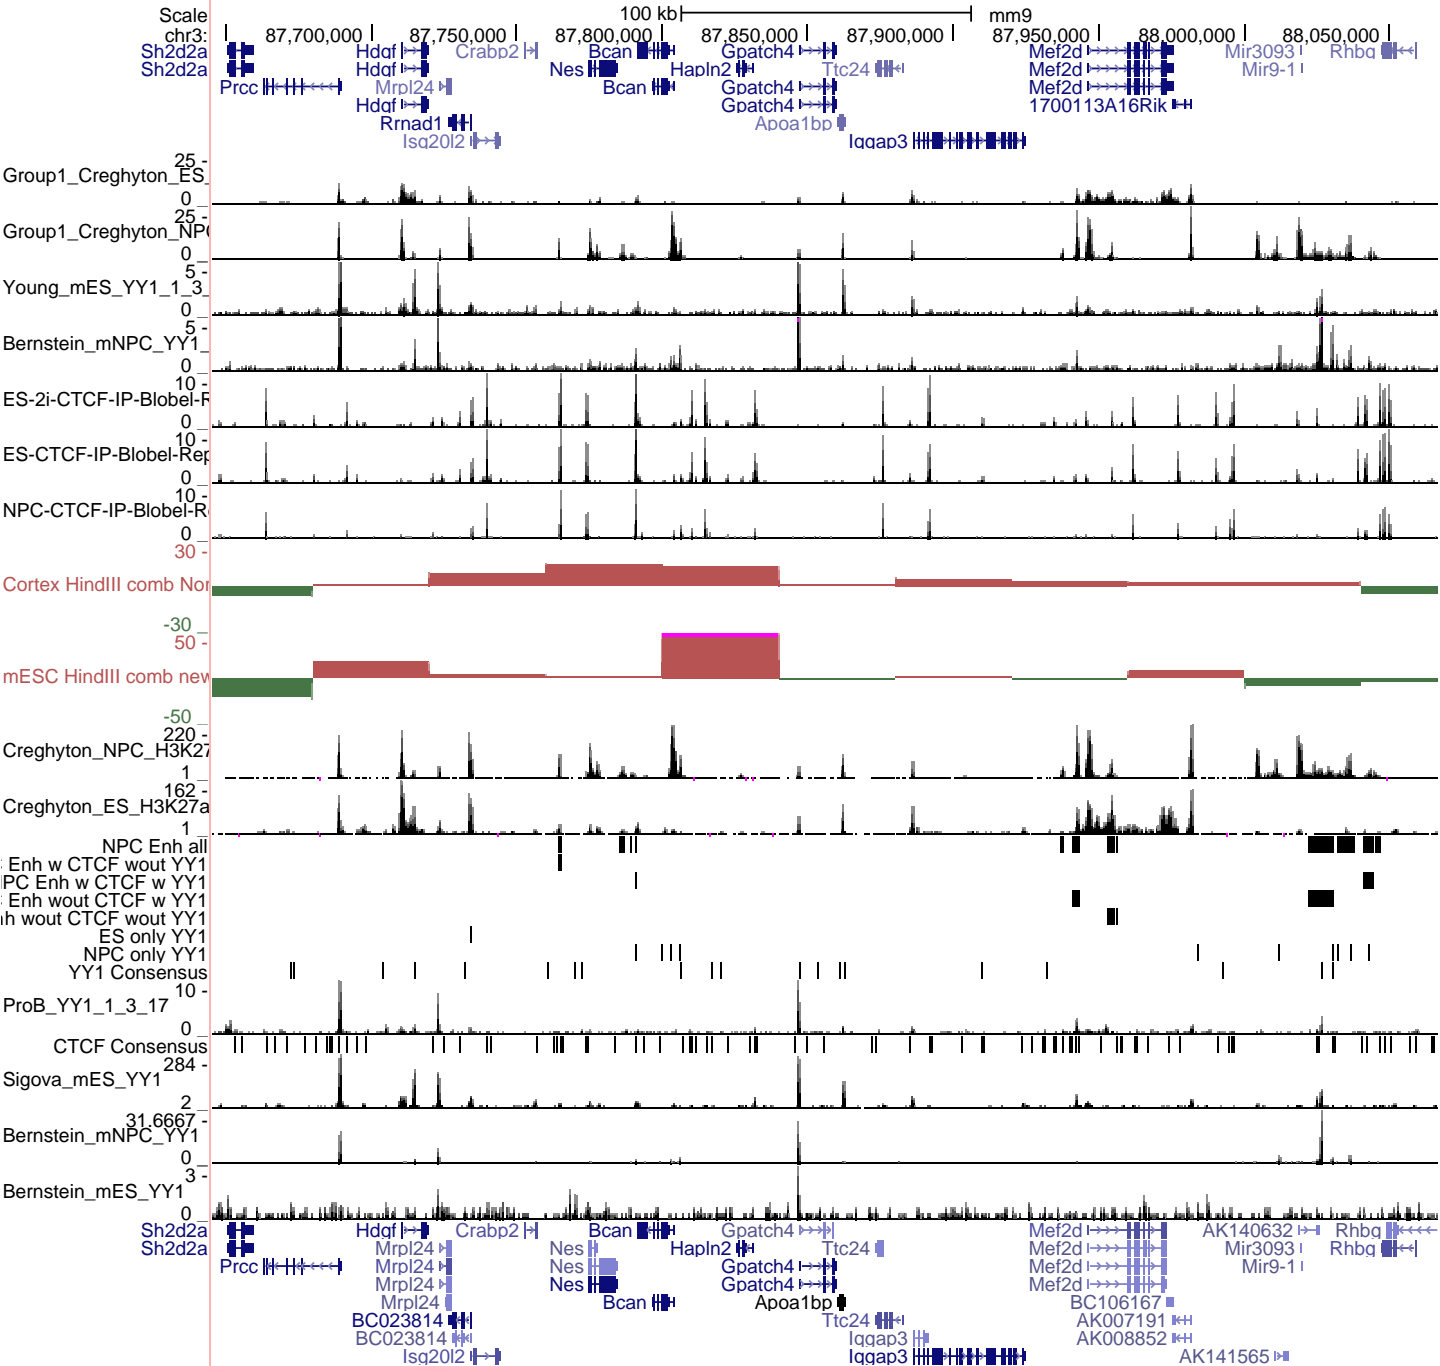 Scale 100 kb mm9
chr3: 87,700,000 87,750,000 87,800,000 87,850,000 87,900,000 87,950,000 88,000,000 88,050,000
Sh2d2a Hdgf Crabp2 Bcan Gpatch4 Mef2d Mir3093 Rhbg
Sh2d2a Hdgf Nes Hapln2 Ttc24 Mef2d Mir9-1
Prcc Mrpl24 Bcan Gpatch4 Mef2d
Hdgf Gpatch4 1700113A16Rik
Rrnad1 Apoa1bp
Isg20l2 Iqgap3
25 -
Group1_Creghyton_ES_
0 _
25 -
Group1_Creghyton_NPC
0 _
5 -
Young_mES_YY1_1_3_
0 _
5 -
Bernstein_mNPC_YY1_
0 _
10 -
ES-2i-CTCF-IP-Blobel-R
0 _
10 -
ES-CTCF-IP-Blobel-Rep
0 _
10 -
NPC-CTCF-IP-Blobel-R
0 _
30 -
Cortex HindIII comb Nor
-30 _
50 -
mESC HindIII comb new
-50 _
220 -
Creghyton_NPC_H3K27
1 _
162 -
Creghyton_ES_H3K27a
1 _
NPC Enh all
Enh w CTCF wout YY1
PC Enh w CTCF w YY1
Enh wout CTCF w YY1
h wout CTCF wout YY1
ES only YY1
NPC only YY1
YY1 Consensus
10 -
ProB_YY1_1_3_17
0 _
CTCF Consensus
284 -
Sigova_mES_YY1
2 _
31.6667 -
Bernstein_mNPC_YY1
0 _
3 -
Bernstein_mES_YY1
0 _
Sh2d2a Hdgf Crabp2 Bcan Gpatch4 Mef2d AK140632 Rhbg
Sh2d2a Mrpl24 Nes Hapln2 Ttc24 Mef2d Mir3093 Rhbg
Prcc Mrpl24 Nes Gpatch4 Mef2d Mir9-1
Mrpl24 Nes Gpatch4 Mef2d
Mrpl24 Bcan Apoa1bp BC106167
BC023814 Ttc24 AK007191
BC023814 Iqgap3 AK008852
Isg20l2 Iqgap3 AK141565